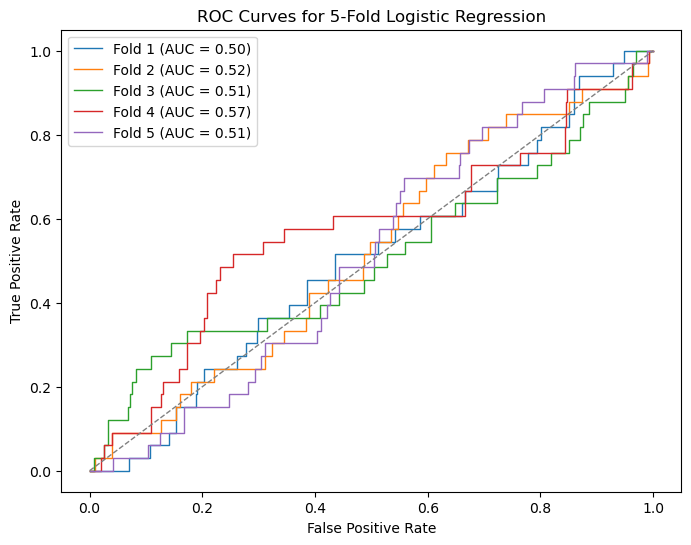 ROC Curves for 5-Fold Logistic Regression
Fold 1 (AUC = 0.50)
Fold 2 (AUC = 0.52)
Fold 3 (AUC = 0.51)
Fold 4 (AUC = 0.57)
Fold 5 (AUC = 0.51)
True Positive Rate
1.0
0.8
0.6
0.4
0.2
0.0
0.0 0.2 0.4 0.6 0.8 1.0
False Positive Rate